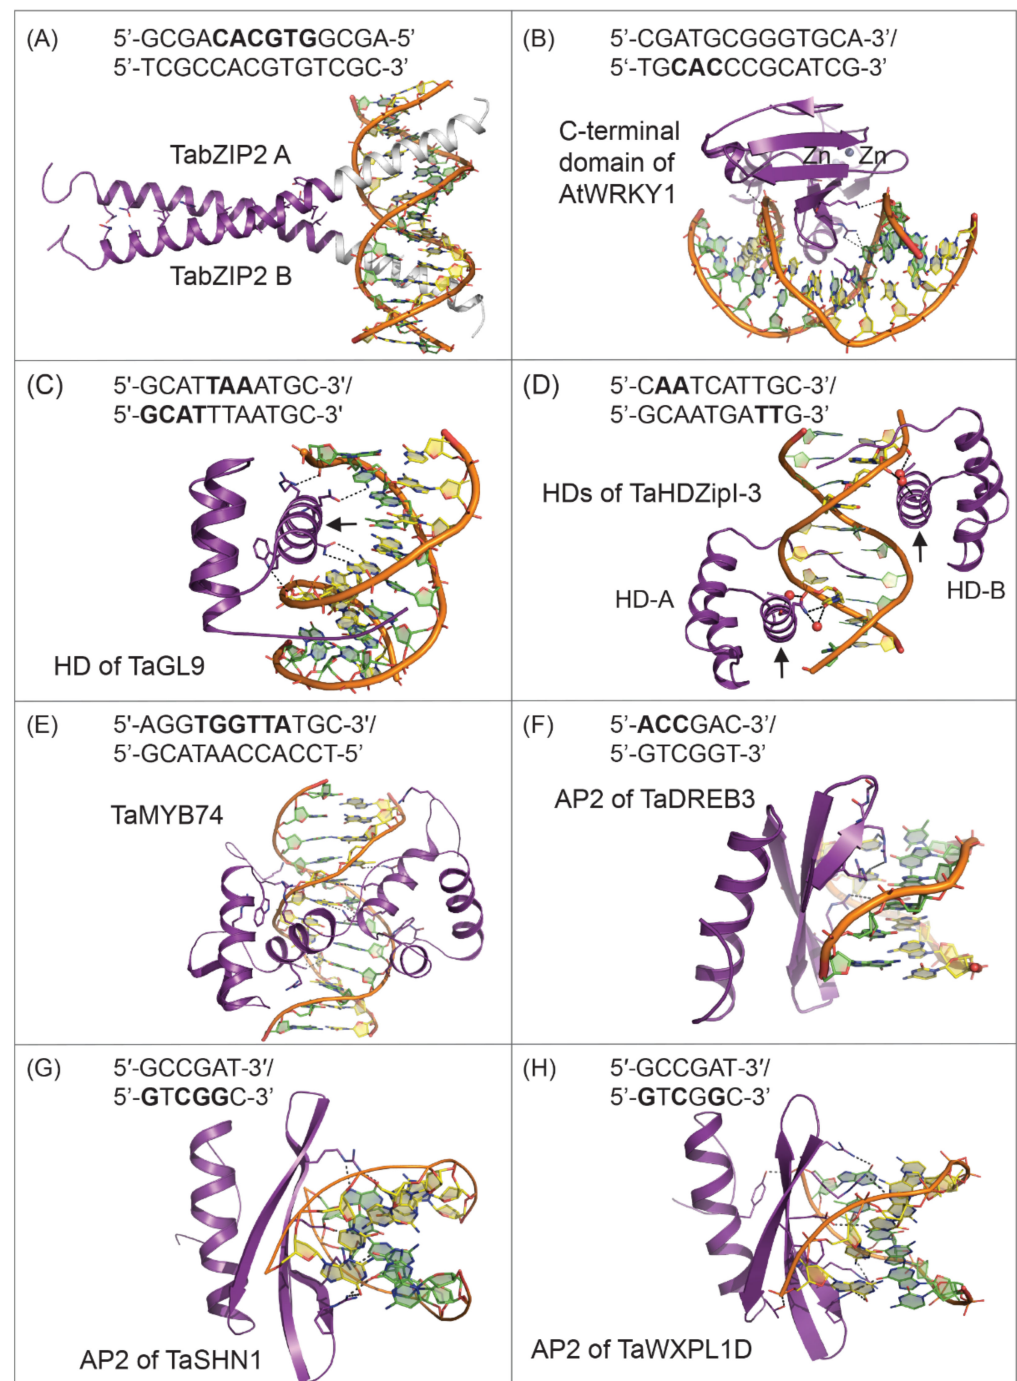 (A) 5’-GCGACACGTGGCGA-5’
5’-TCGCCACGTGTCGC-3’
TabZIP2 A
TabZIP2 B
(B) 5’-CGATGCGGGTGCA-3’/
5‘-TGCACCCGCATCG-3’
C-terminal
domain of
AtWRKY1
Zn Zn
(C) 5'-GCATTAAATGC-3'/
5'-GCATTTAATGC-3'
HD of TaGL9
(D) 5’-CAATCATTGC-3’/
5’-GCAATGATTG-3’
HDs of TaHDZipI-3
HD-A
HD-B
(E) 5'-AGGTGGTTATGC-3'/
5’-GCATAACCACCT-5’
TaMYB74
(F) 5’-ACCGAC-3’/
5’-GTCGGT-3’
AP2 of TaDREB3
(G) 5′-GCCGAT-3′/
5’-GTCGGC-3’
AP2 of TaSHN1
(H) 5′-GCCGAT-3′/
5’-GTCGGC-3’
AP2 of TaWXPL1D